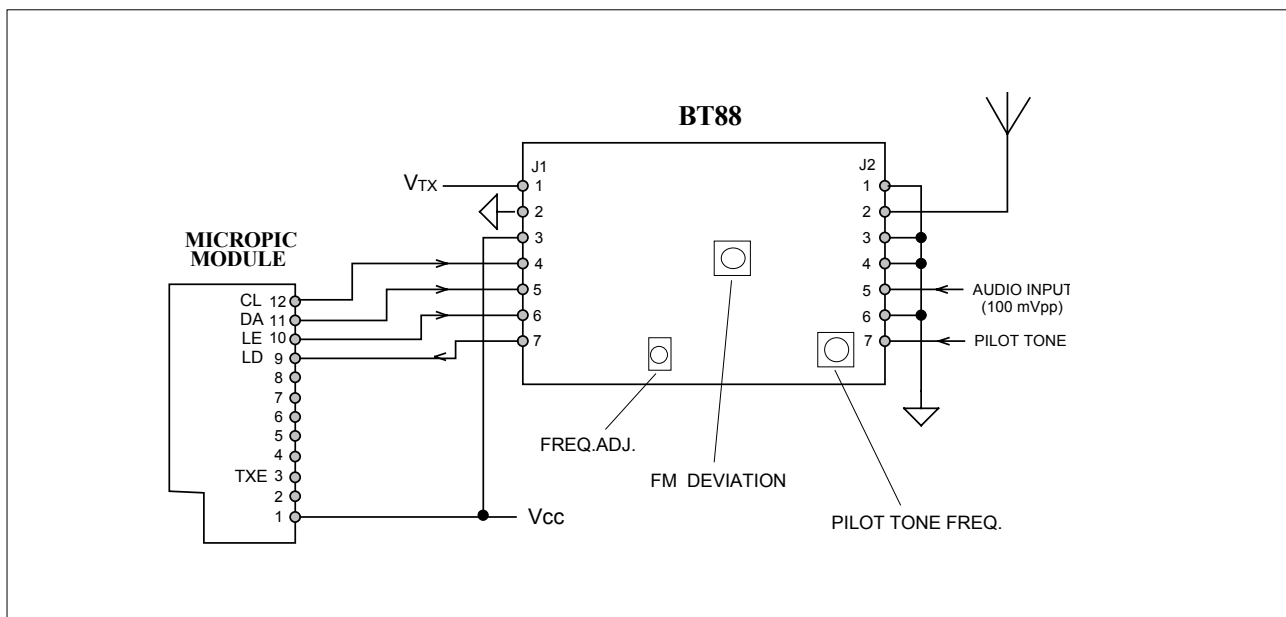 BT88
J1
J2
VTX
1
2
3
4
5
6
7
1
2
3
4
5
6
7
AUDIO INPUT
(100 mVpp)
PILOT TONE
MICROPIC
MODULE
CL 12
DA 11
LE 10
LD 9
8
7
6
5
4
TXE 3
2
1
Vcc
FREQ.ADJ.
FM DEVIATION
PILOT TONE FREQ.